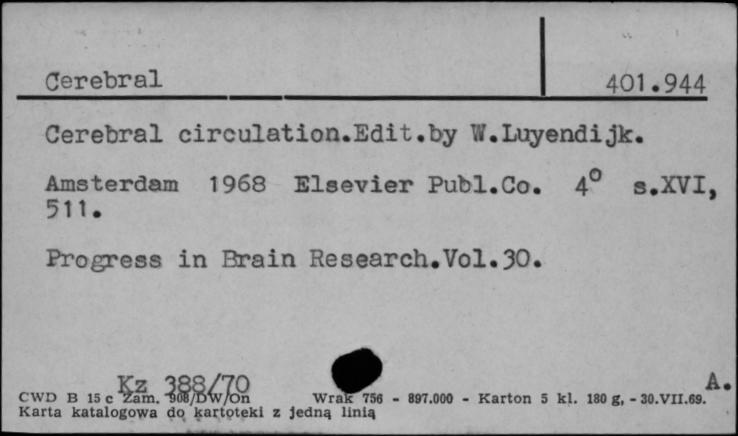 Cerebral 401.944
Cerebral circulation.Edit.by W.Luyendijk.
Amsterdam 1968 Elsevier Publ.Co. 4° s.XVI,
511.
Progress in Brain Research.Vol.30.
Kz 388/70 A.
CWD B 15 c Zam. 908/DW/On Wrak 756 - 897.000 - Karton 5 kl. 180 g, - 30.VII.69.
Karta katalogowa do kartoteki z jedną linią